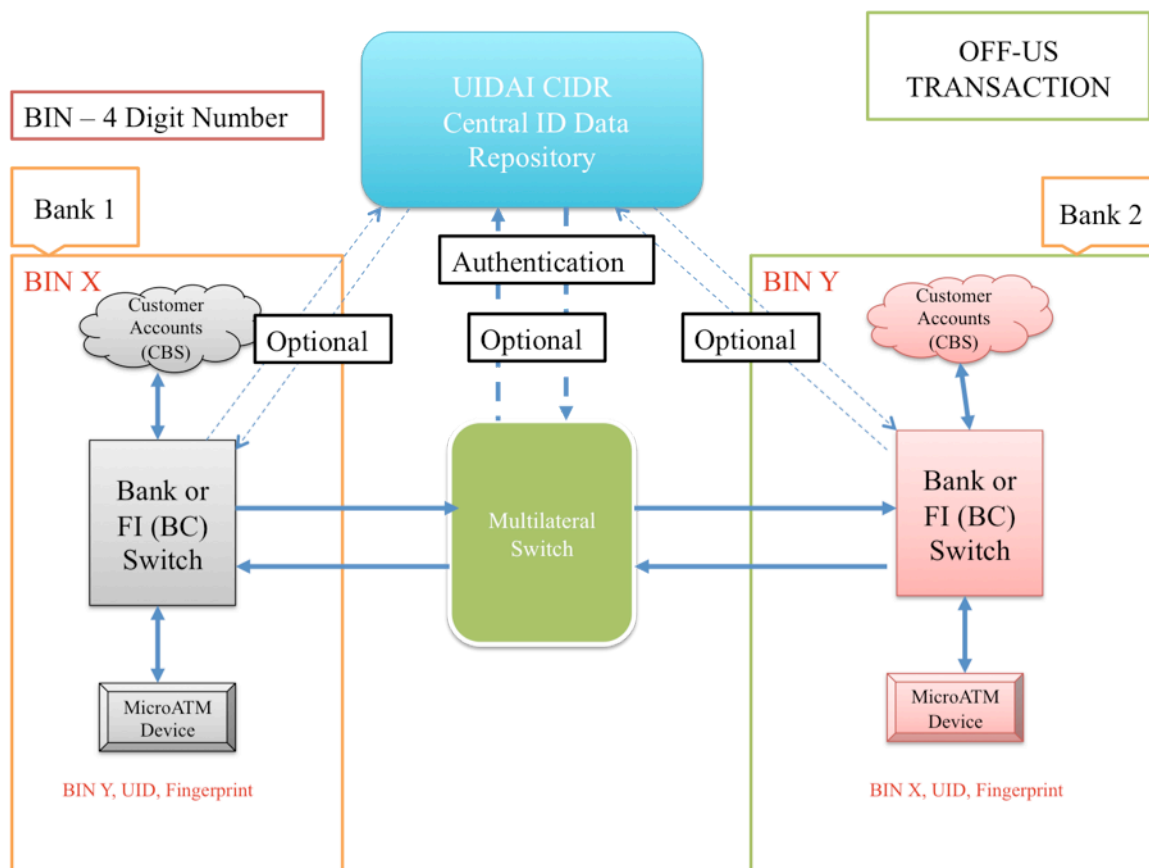 UIDAI CIDR
Central ID Data
Repository
OFF-US
TRANSACTION
BIN – 4 Digit Number
Bank 1
Bank 2
BIN X
Customer
Accounts
(CBS)
Authentication
Optional
Optional
Optional
BIN Y
Customer
Accounts
(CBS)
Bank or
FI (BC)
Switch
Multilateral
Switch
Bank or
FI (BC)
Switch
MicroATM
Device
MicroATM
Device
BIN Y, UID, Fingerprint
BIN X, UID, Fingerprint